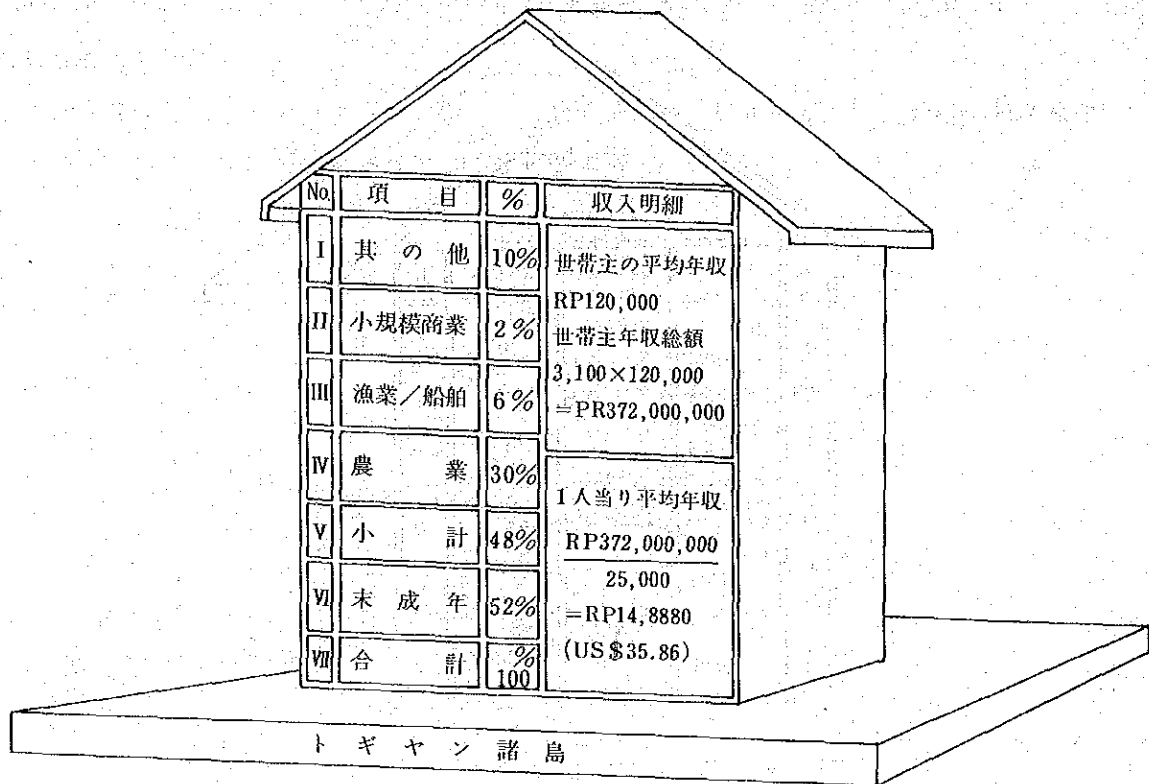 No. 項目 % 収入明細
I 其の他 10%
II 小規模商業 2%
III 漁業/船舶 6%
IV 農業 30%
V 小計 48%
VI 末成年 52%
VII 合計 %100
世帯主の平均年収
RP120,000
世帯主年収総額
3,100×120,000
=PR372,000,000
1人当り平均年収
RP372,000,000
25,000
=RP14,8880
(US$35.86)
トギヤン諸島